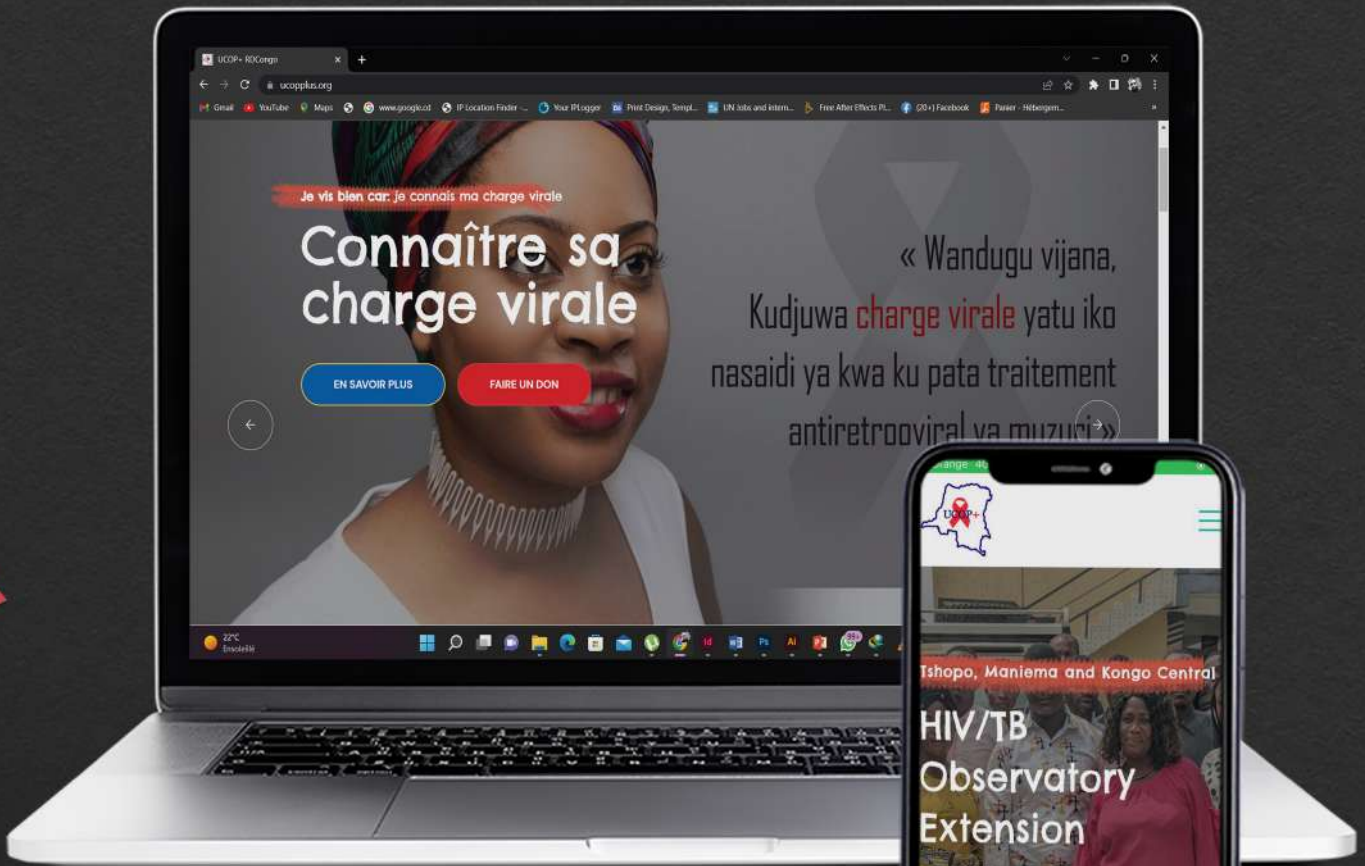 UCOP+ RDCongo
ucopplus.org
Gmail YouTube Maps www.google.cd IP Location Finder -... Your IPLogger Print Design, Templ... UN Jobs and intern... Free After Effects Pl... (20+) Facebook Panier - Hébergem...
Je vis bien car: je connais ma charge virale
Connaître sa
charge virale
EN SAVOIR PLUS FAIRE UN DON
« Wandugu vijana,
Kudjuwa charge virale yatu iko
nasaidi ya kwa ku pata traitement
antiretrooviral ya muzuri »
22°C
Ensoleillé
99+
UCOP+
Tshopo, Maniema and Kongo Central
HIV/TB
Observatory
Extension